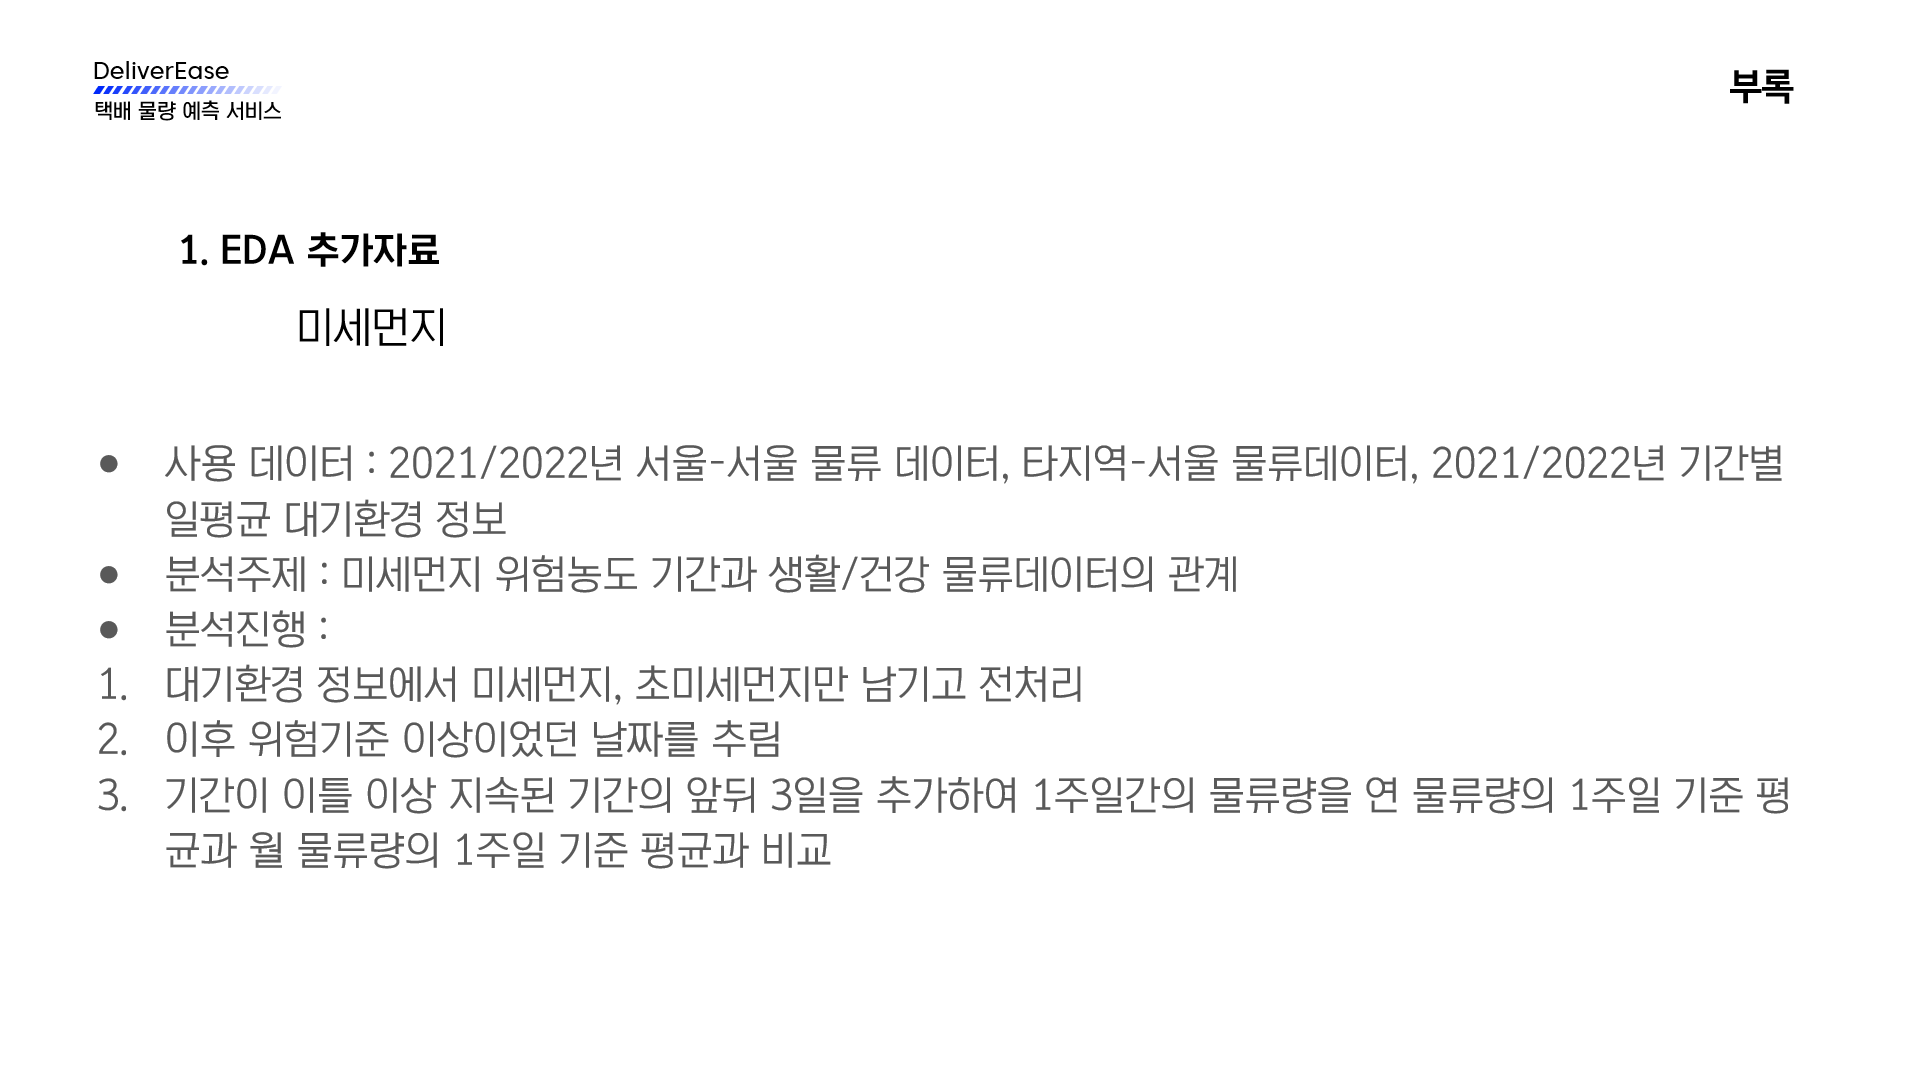 DeliverEase
택배 물량 예측 서비스
부록
1. EDA 추가자료
미세먼지
● 사용 데이터 : 2021/2022년 서울-서울 물류 데이터, 타지역-서울 물류데이터, 2021/2022년 기간별
일평균 대기환경 정보
● 분석주제 : 미세먼지 위험농도 기간과 생활/건강 물류데이터의 관계
● 분석진행 :
1. 대기환경 정보에서 미세먼지, 초미세먼지만 남기고 전처리
2. 이후 위험기준 이상이었던 날짜를 추림
3. 기간이 이틀 이상 지속된 기간의 앞뒤 3일을 추가하여 1주일간의 물류량을 연 물류량의 1주일 기준 평
균과 월 물류량의 1주일 기준 평균과 비교